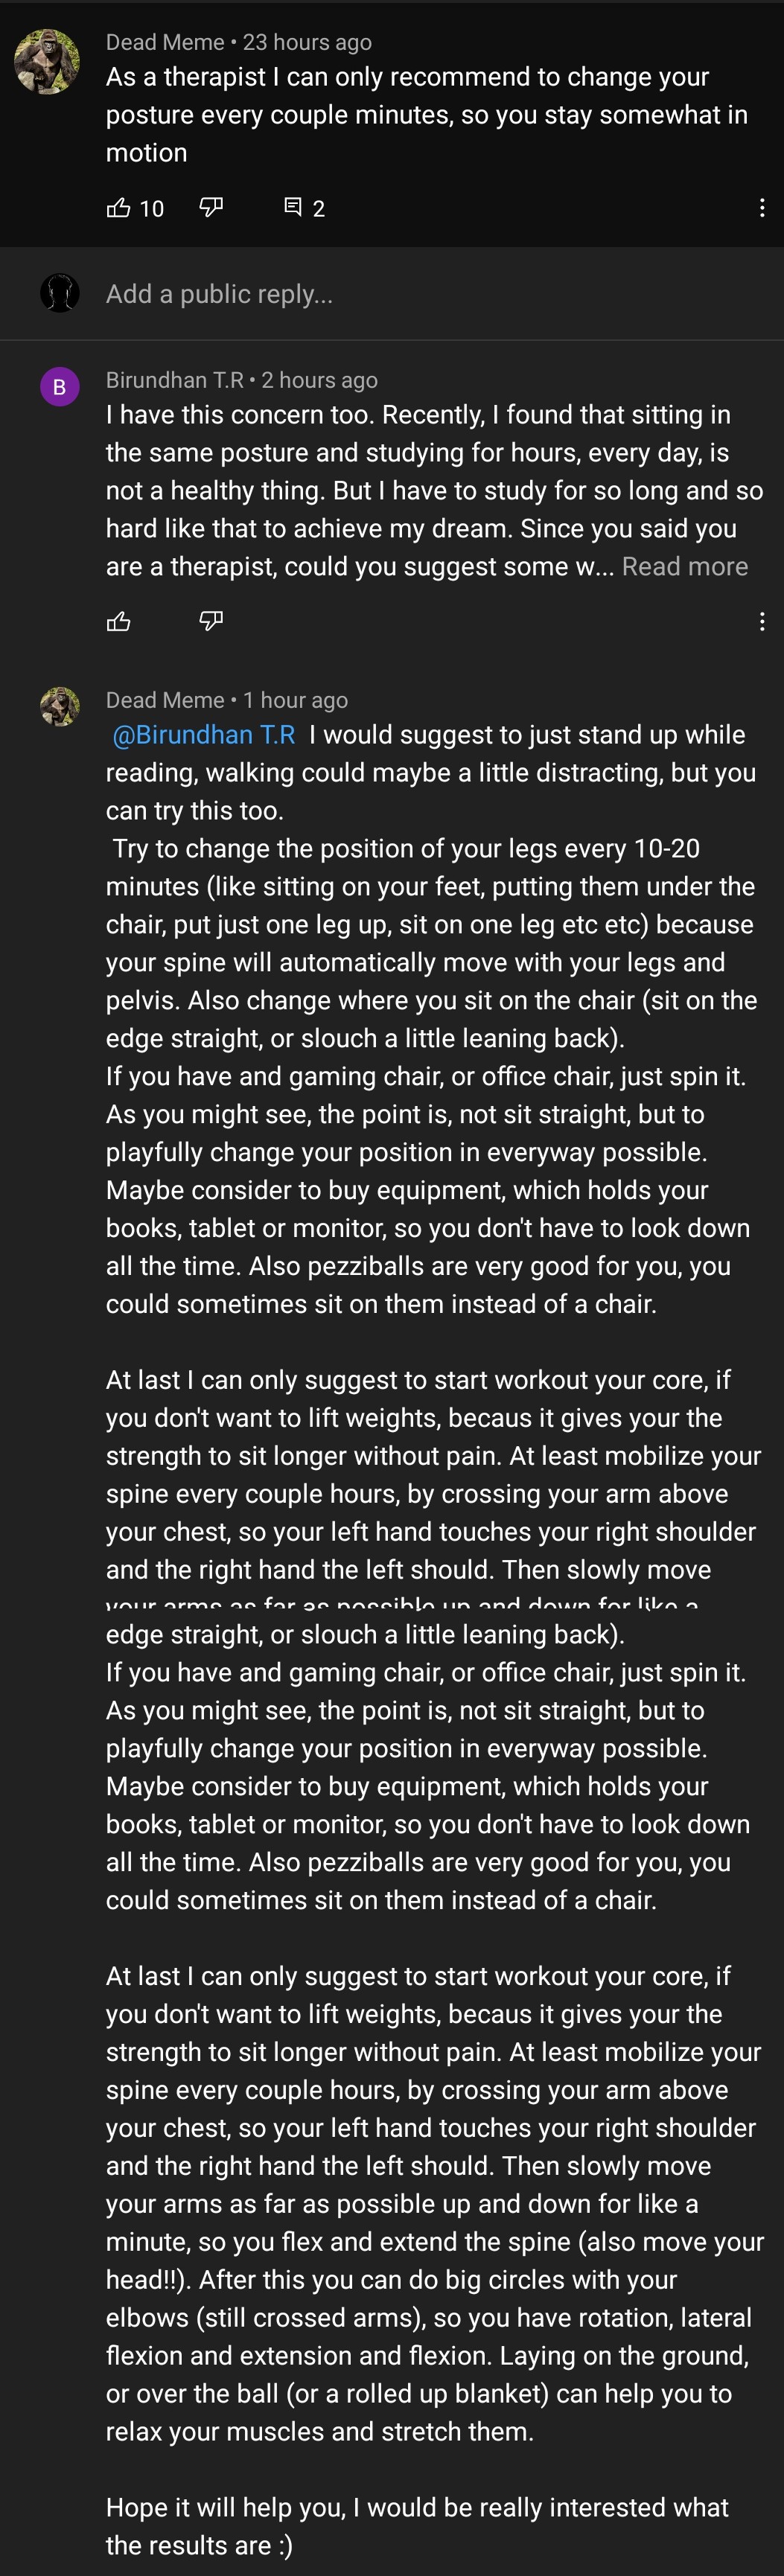 Dead Meme • 23 hours ago
As a therapist I can only recommend to change your
posture every couple minutes, so you stay somewhat in
motion
10
2
Add a public reply...
B
Birundhan T.R • 2 hours ago
I have this concern too. Recently, I found that sitting in
the same posture and studying for hours, every day, is
not a healthy thing. But I have to study for so long and so
hard like that to achieve my dream. Since you said you
are a therapist, could you suggest some w... Read more
Dead Meme • 1 hour ago
@Birundhan T.R I would suggest to just stand up while
reading, walking could maybe a little distracting, but you
can try this too.
Try to change the position of your legs every 10-20
minutes (like sitting on your feet, putting them under the
chair, put just one leg up, sit on one leg etc etc) because
your spine will automatically move with your legs and
pelvis. Also change where you sit on the chair (sit on the
edge straight, or slouch a little leaning back).
If you have and gaming chair, or office chair, just spin it.
As you might see, the point is, not sit straight, but to
playfully change your position in everyway possible.
Maybe consider to buy equipment, which holds your
books, tablet or monitor, so you don't have to look down
all the time. Also pezziballs are very good for you, you
could sometimes sit on them instead of a chair.
At last I can only suggest to start workout your core, if
you don't want to lift weights, becaus it gives your the
strength to sit longer without pain. At least mobilize your
spine every couple hours, by crossing your arm above
your chest, so your left hand touches your right shoulder
and the right hand the left should. Then slowly move
your arms as far as possible up and down for like a
edge straight, or slouch a little leaning back).
If you have and gaming chair, or office chair, just spin it.
As you might see, the point is, not sit straight, but to
playfully change your position in everyway possible.
Maybe consider to buy equipment, which holds your
books, tablet or monitor, so you don't have to look down
all the time. Also pezziballs are very good for you, you
could sometimes sit on them instead of a chair.
At last I can only suggest to start workout your core, if
you don't want to lift weights, becaus it gives your the
strength to sit longer without pain. At least mobilize your
spine every couple hours, by crossing your arm above
your chest, so your left hand touches your right shoulder
and the right hand the left should. Then slowly move
your arms as far as possible up and down for like a
minute, so you flex and extend the spine (also move your
head!!). After this you can do big circles with your
elbows (still crossed arms), so you have rotation, lateral
flexion and extension and flexion. Laying on the ground,
or over the ball (or a rolled up blanket) can help you to
relax your muscles and stretch them.
Hope it will help you, I would be really interested what
the results are :)